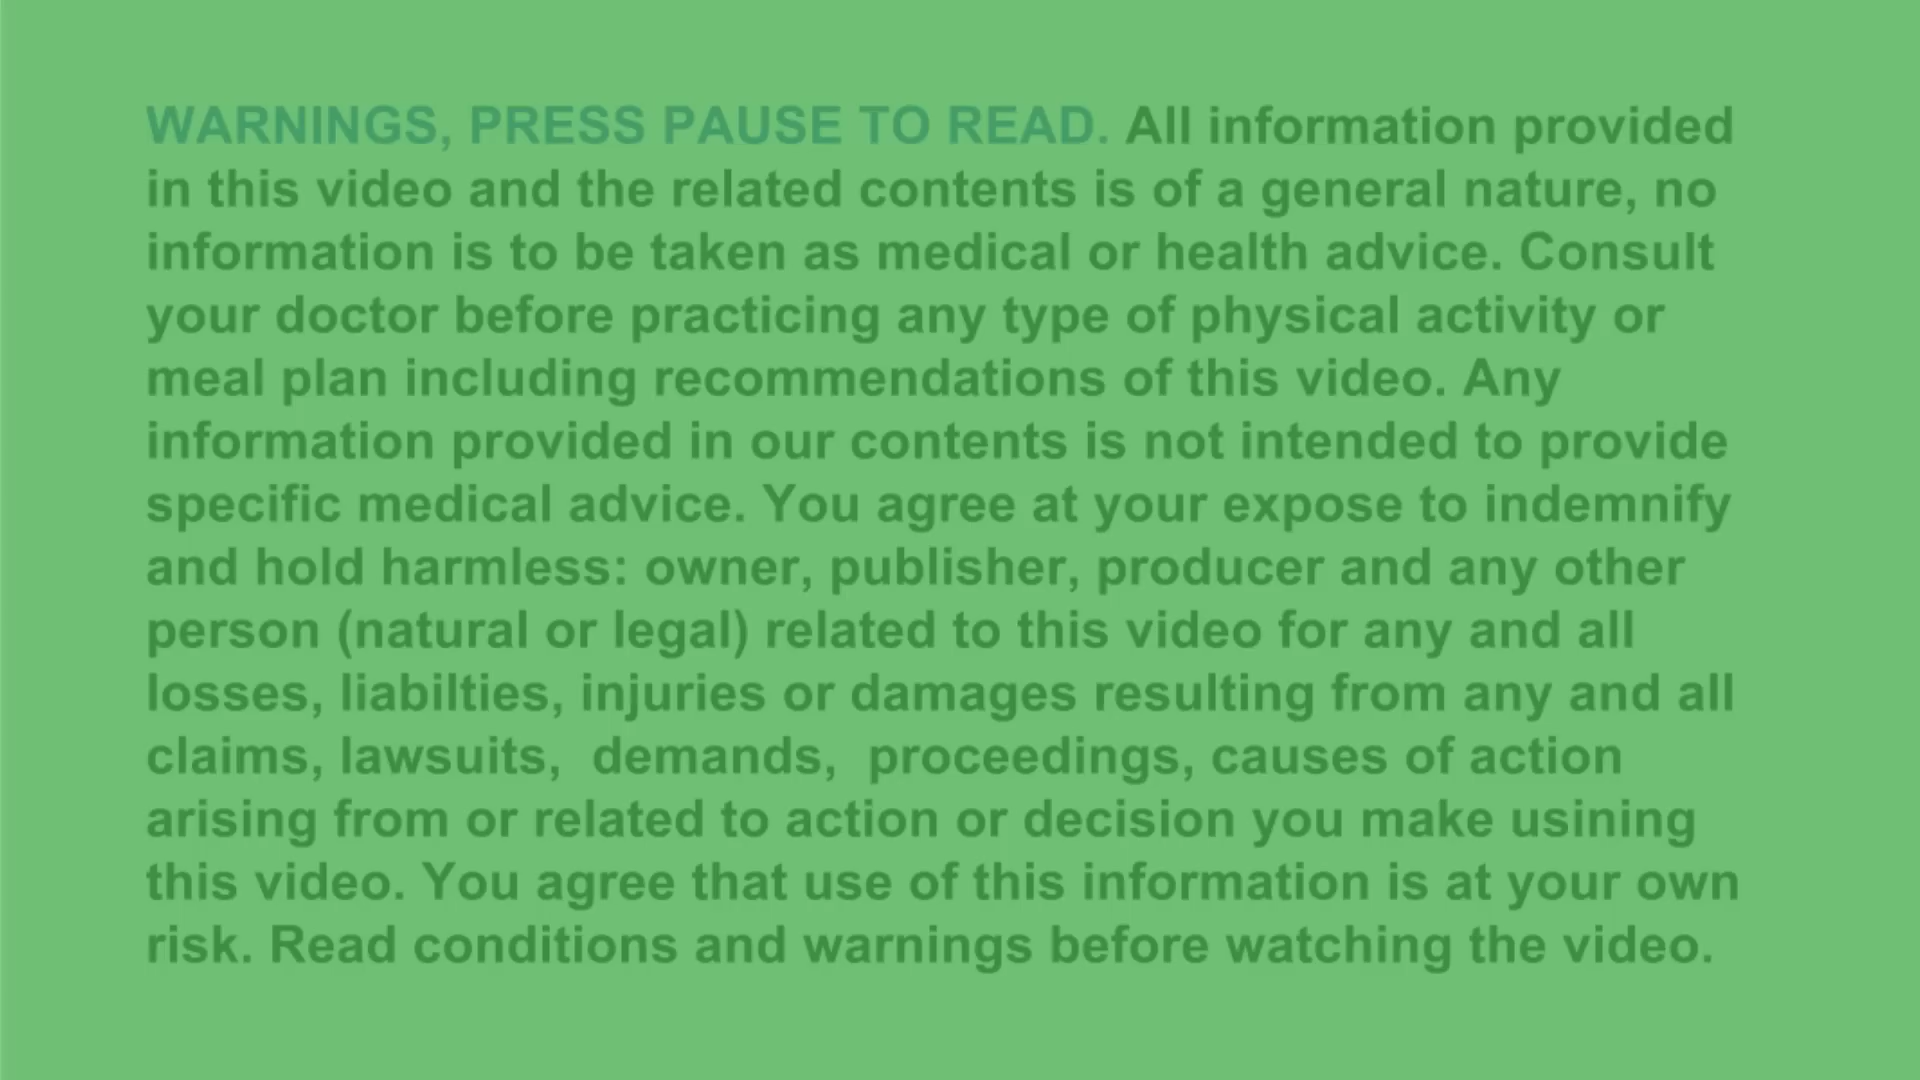 WARNINGS, PRESS PAUSE TO READ. All information provided
in this video and the related contents is of a general nature, no
information is to be taken as medical or health advice. Consult
your doctor before practicing any type of physical activity or
meal plan including recommendations of this video. Any
information provided in our contents is not intended to provide
specific medical advice. You agree at your expose to indemnify
and hold harmless: owner, publisher, producer and any other
person (natural or legal) related to this video for any and all
losses, liabilties, injuries or damages resulting from any and all
claims, lawsuits,  demands,  proceedings, causes of action
arising from or related to action or decision you make usining
this video. You agree that use of this information is at your own
risk. Read conditions and warnings before watching the video.